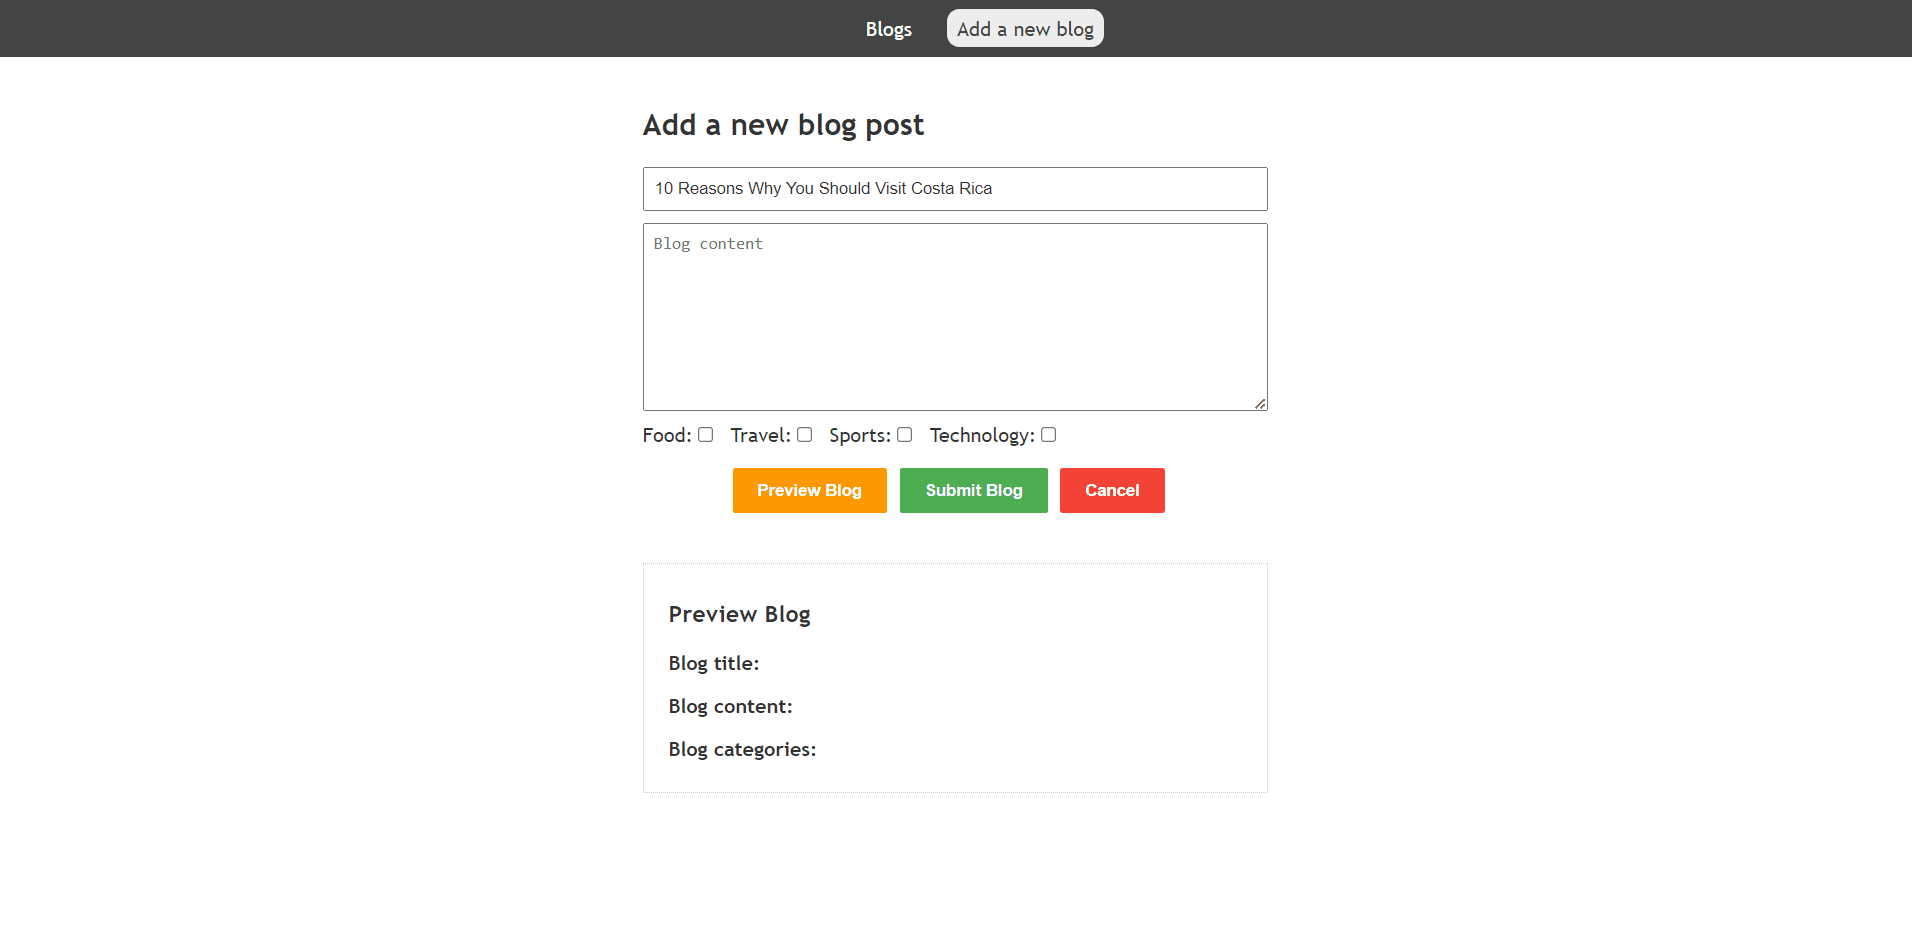 Blogs Add a new blog
Add a new blog post
10 Reasons Why You Should Visit Costa Rica
Blog content
Food: Travel: Sports: Technology:
Preview Blog Submit Blog Cancel
Preview Blog
Blog title:
Blog content:
Blog categories: